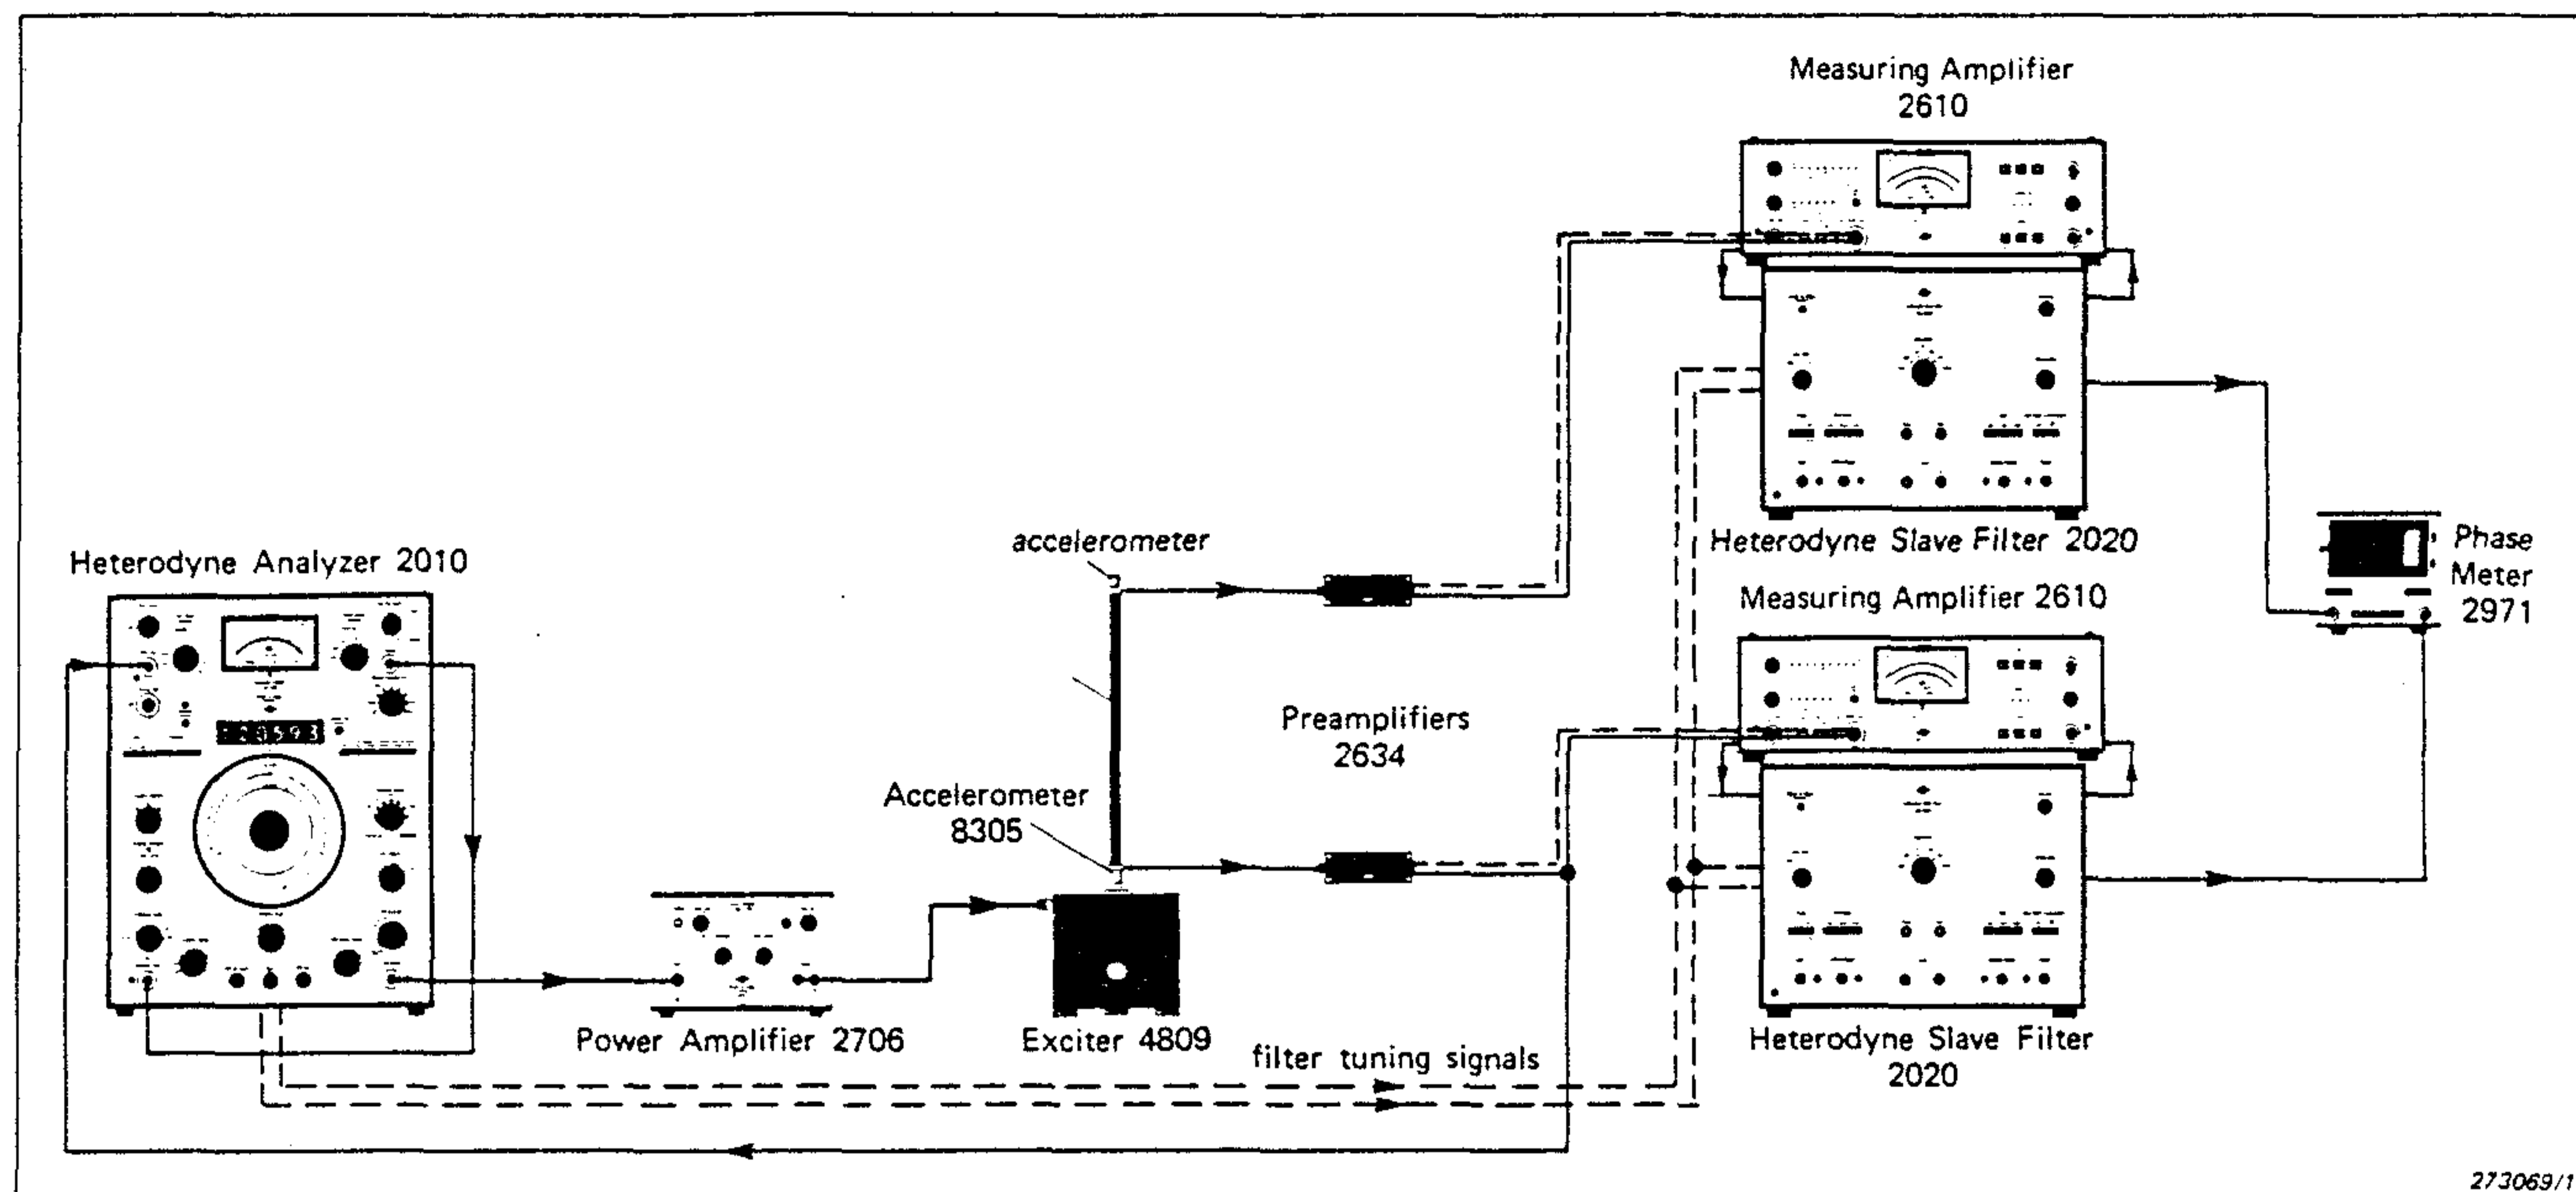 Measuring Amplifier
2610
Heterodyne Slave Filter 2020
accelerometer
Heterodyne Analyzer 2010
Phase
Meter
2971
Measuring Amplifier 2610
Preamplifiers
2634
Accelerometer
8305
Power Amplifier 2706
Exciter 4809
filter tuning signals
Heterodyne Slave Filter
2020
273069/1